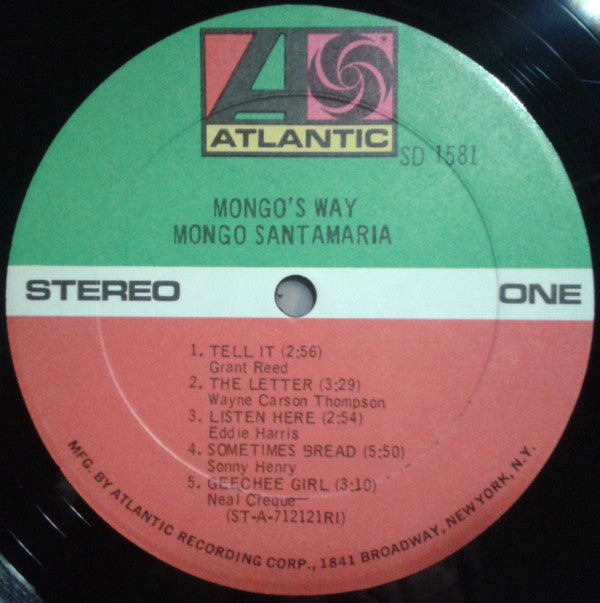 ATLANTIC
SD 1581
MONGO'S WAY
MONGO SANTAMARIA
STEREO
ONE
1. TELL IT (2:56)
Grant Reed
2. THE LETTER (3:29)
Wayne Carson Thompson
3. LISTEN HERE (2:54)
Eddie Harris
4. SOMETIMES BREAD (5:50)
Sonny Henry
5. GEECHEE GIRL (3:10)
Neal Creque
(ST-A-712121RI)
MFG. BY ATLANTIC RECORDING CORP., 1841 BROADWAY, NEW YORK, N.Y.